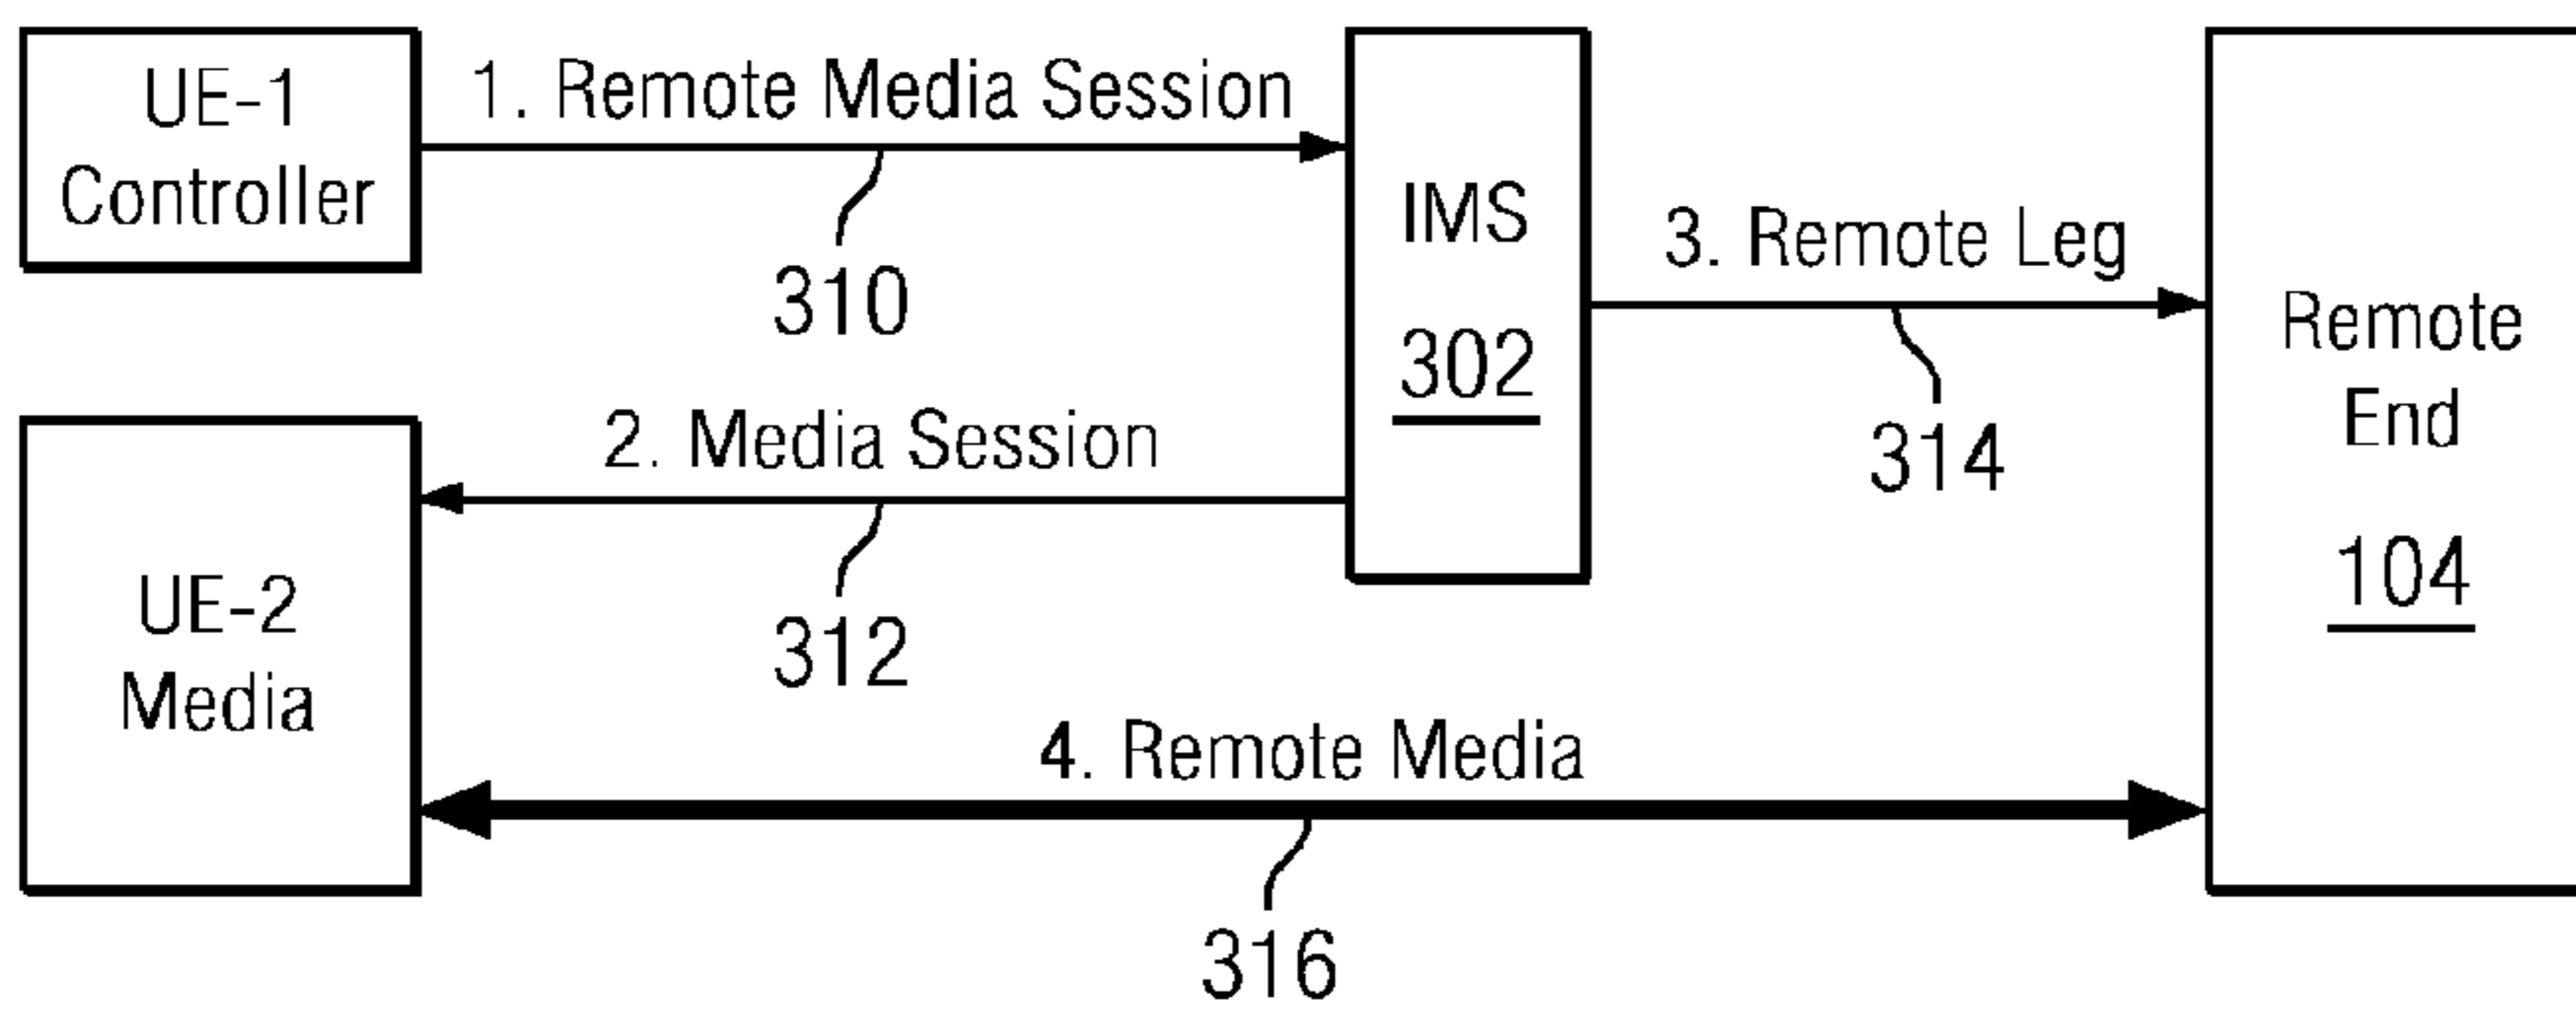 UE-1
Controller
1. Remote Media Session
310
IMS
302
3. Remote Leg
314
Remote
End
104
2. Media Session
312
UE-2
Media
4. Remote Media
316